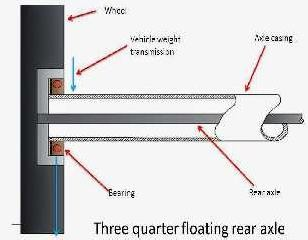 Wheel
Vehicle weight
transmission
Axle casing
Bearing
Rear axle
Three quarter floating rear axle